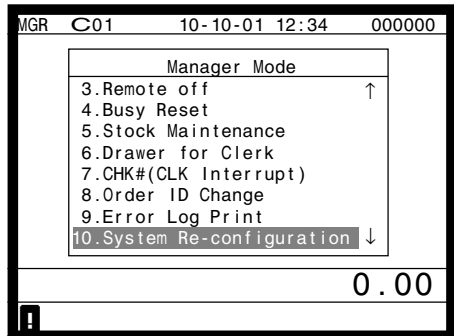 MGR C01 10-10-01 12:34 000000
Manager Mode
3.Remote off ↑
4.Busy Reset
5.Stock Maintenance
6.Drawer for Clerk
7.CHK#(CLK Interrupt)
8.Order ID Change
9.Error Log Print
10.System Re-configuration ↓
0.00
!